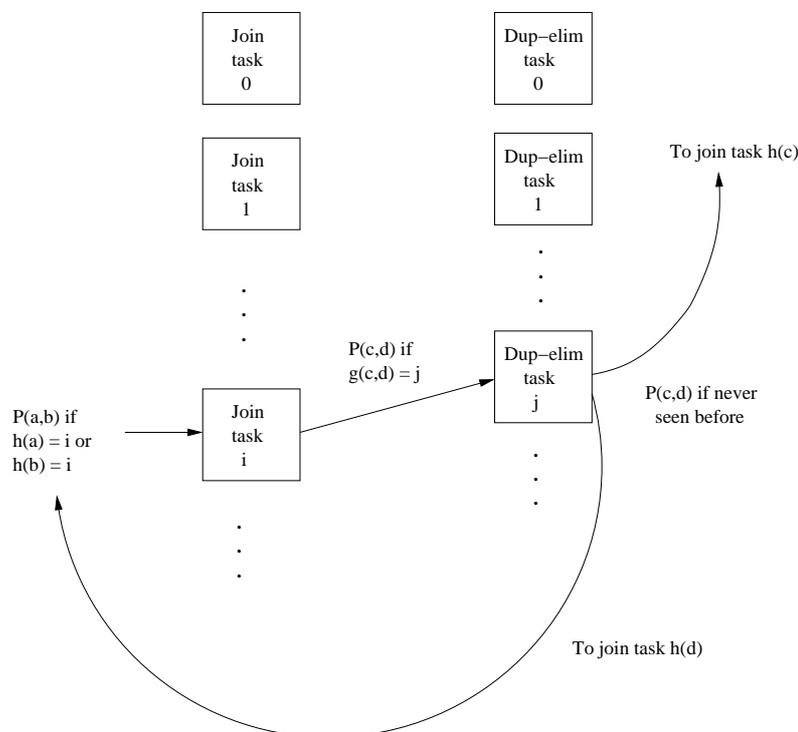 Join
task
0
Dup−elim
task
0
Join
task
1
Dup−elim
task
1
To join task h(c)
P(c,d) if
g(c,d) = j
Dup−elim
task
j
P(a,b) if
h(a) = i or
h(b) = i
Join
task
i
P(c,d) if never
seen before
To join task h(d)